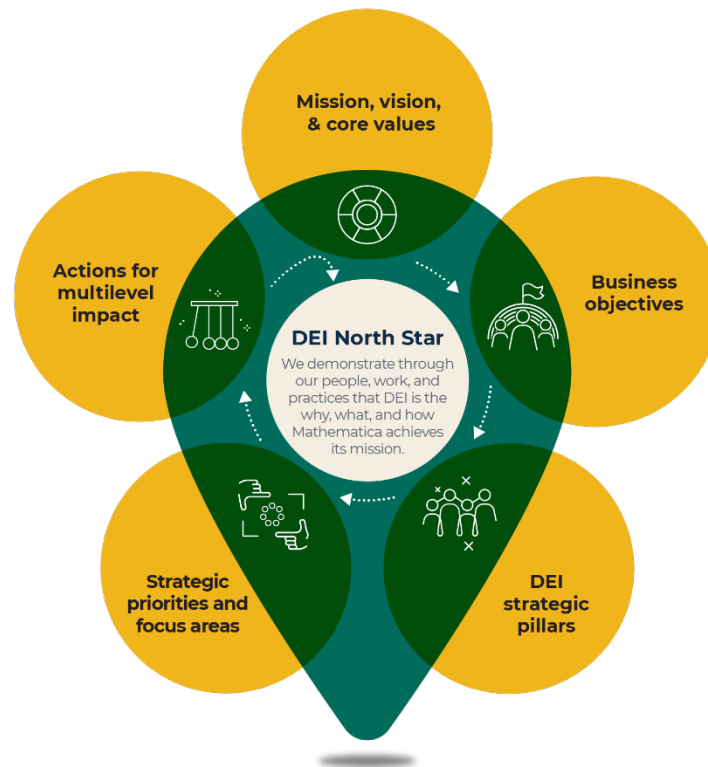 Mission, vision,
& core values
Actions for
multilevel
impact
Business
objectives
DEI North Star
We demonstrate through
our people, work, and
practices that DEI is the
why, what, and how
Mathematica achieves
its mission.
Strategic
priorities and
focus areas
DEI
strategic
pillars